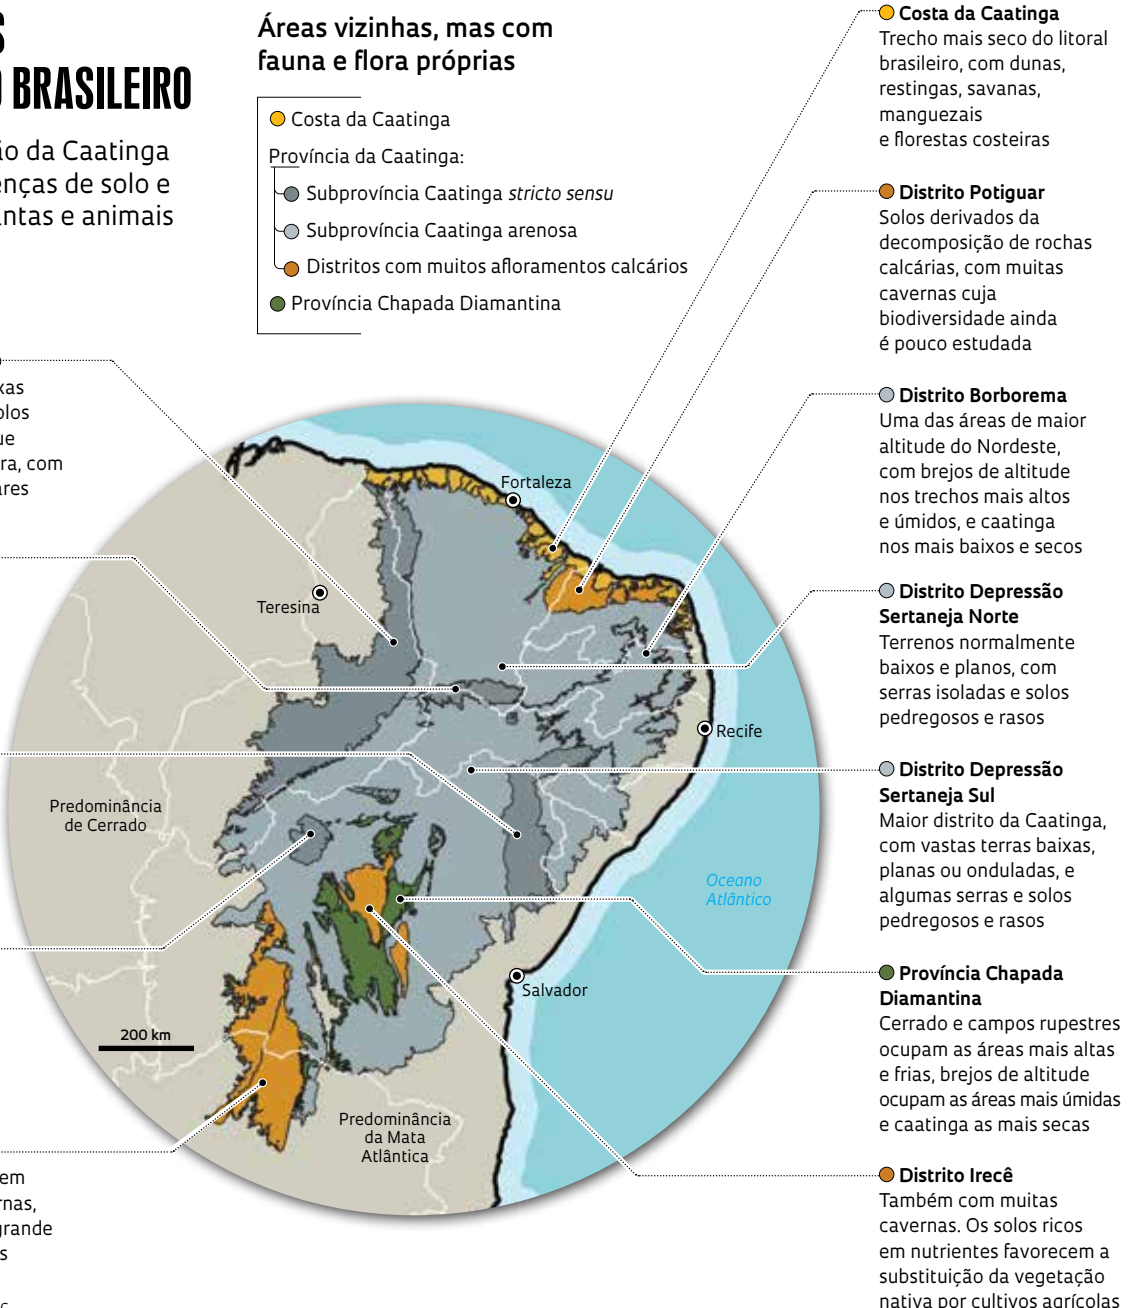 S
O BRASILEIRO
ão da Caatinga
enças de solo e
antas e animais
Áreas vizinhas, mas com
fauna e flora próprias
Costa da Caatinga
Província da Caatinga:
Subprovíncia Caatinga stricto sensu
Subprovíncia Caatinga arenosa
Distritos com muitos afloramentos calcários
Província Chapada Diamantina
xas
olos
ue
ra, com
ares
em
rnas,
grande
s
Fortaleza
Teresina
Recife
Predominância
de Cerrado
Oceano
Atlântico
Salvador
200 km
Predominância
da Mata
Atlântica
Costa da Caatinga
Trecho mais seco do litoral
brasileiro, com dunas,
restingas, savanas,
manguezais
e florestas costeiras
Distrito Potiguar
Solos derivados da
decomposição de rochas
calcárias, com muitas
cavernas cuja
biodiversidade ainda
é pouco estudada
Distrito Borborema
Uma das áreas de maior
altitude do Nordeste,
com brejos de altitude
nos trechos mais altos
e úmidos, e caatinga
nos mais baixos e secos
Distrito Depressão
Sertaneja Norte
Terrenos normalmente
baixos e planos, com
serras isoladas e solos
pedregosos e rasos
Distrito Depressão
Sertaneja Sul
Maior distrito da Caatinga,
com vastas terras baixas,
planas ou onduladas, e
algumas serras e solos
pedregosos e rasos
Província Chapada
Diamantina
Cerrado e campos rupestres
ocupam as áreas mais altas
e frias, brejos de altitude
ocupam as áreas mais úmidas
e caatinga as mais secas
Distrito Irecê
Também com muitas
cavernas. Os solos ricos
em nutrientes favorecem a
substituição da vegetação
nativa por cultivos agrícolas